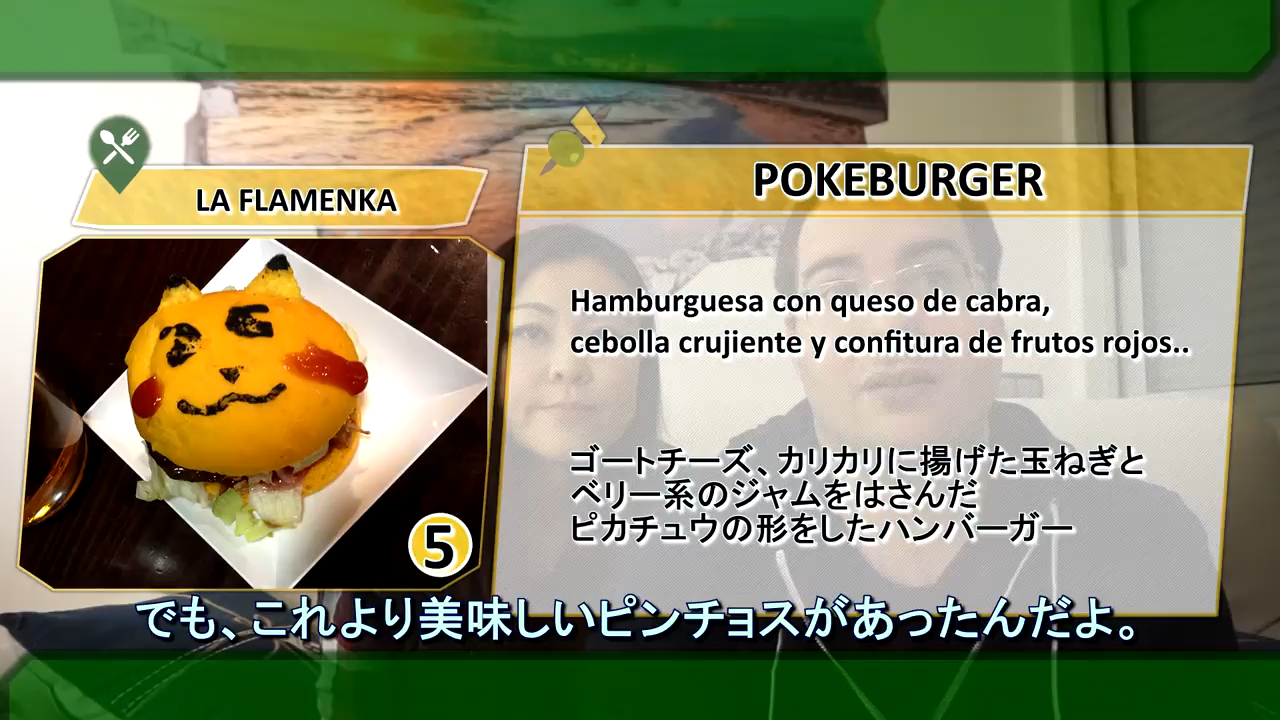 LA FLAMENKA
POKEBURGER
Hamburguesa con queso de cabra,
cebolla crujiente y confitura de frutos rojos..
ゴートチーズ、カリカリに揚げた玉ねぎと
ベリー系のジャムをはさんだ
ピカチュウの形をしたハンバーガー
5
でも、これより美味しいピンチョスがあったんだよ。